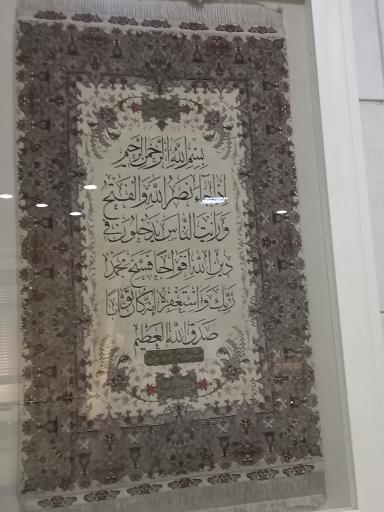 بسم الله الرحمن الرحيم
إذا جاء نصر الله والفتح
ورأيت الناس يدخلون في
دين الله أفواجا فسبح بحمد
ربك واستغفره إنه كان توابا
صدق الله العظيم